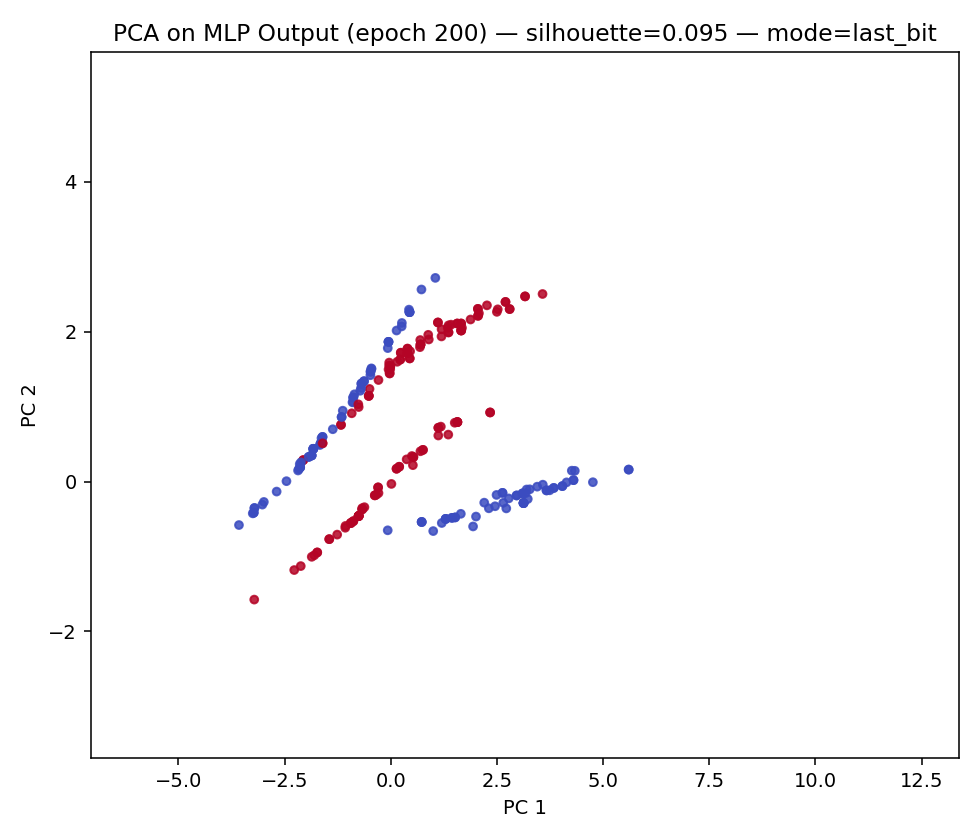 PCA on MLP Output (epoch 200) — silhouette=0.095 — mode=last_bit
4
2
0
−2
PC 2
−5.0 −2.5 0.0 2.5 5.0 7.5 10.0 12.5
PC 1